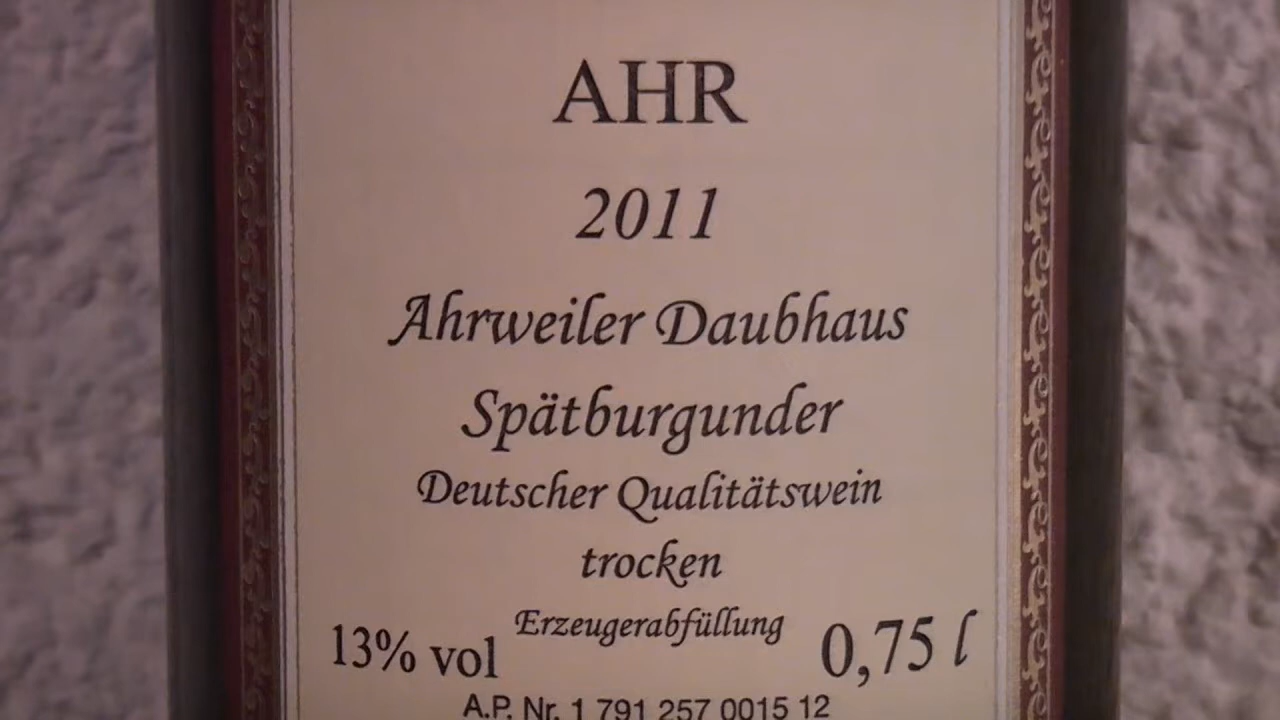 AHR
2011
Ahrweiler Daubhaus
Spätburgunder
Deutscher Qualitätswein
trocken
Erzeugerabfüllung
13% vol 0,75 l
A.P. Nr. 1 791 257 0015 12